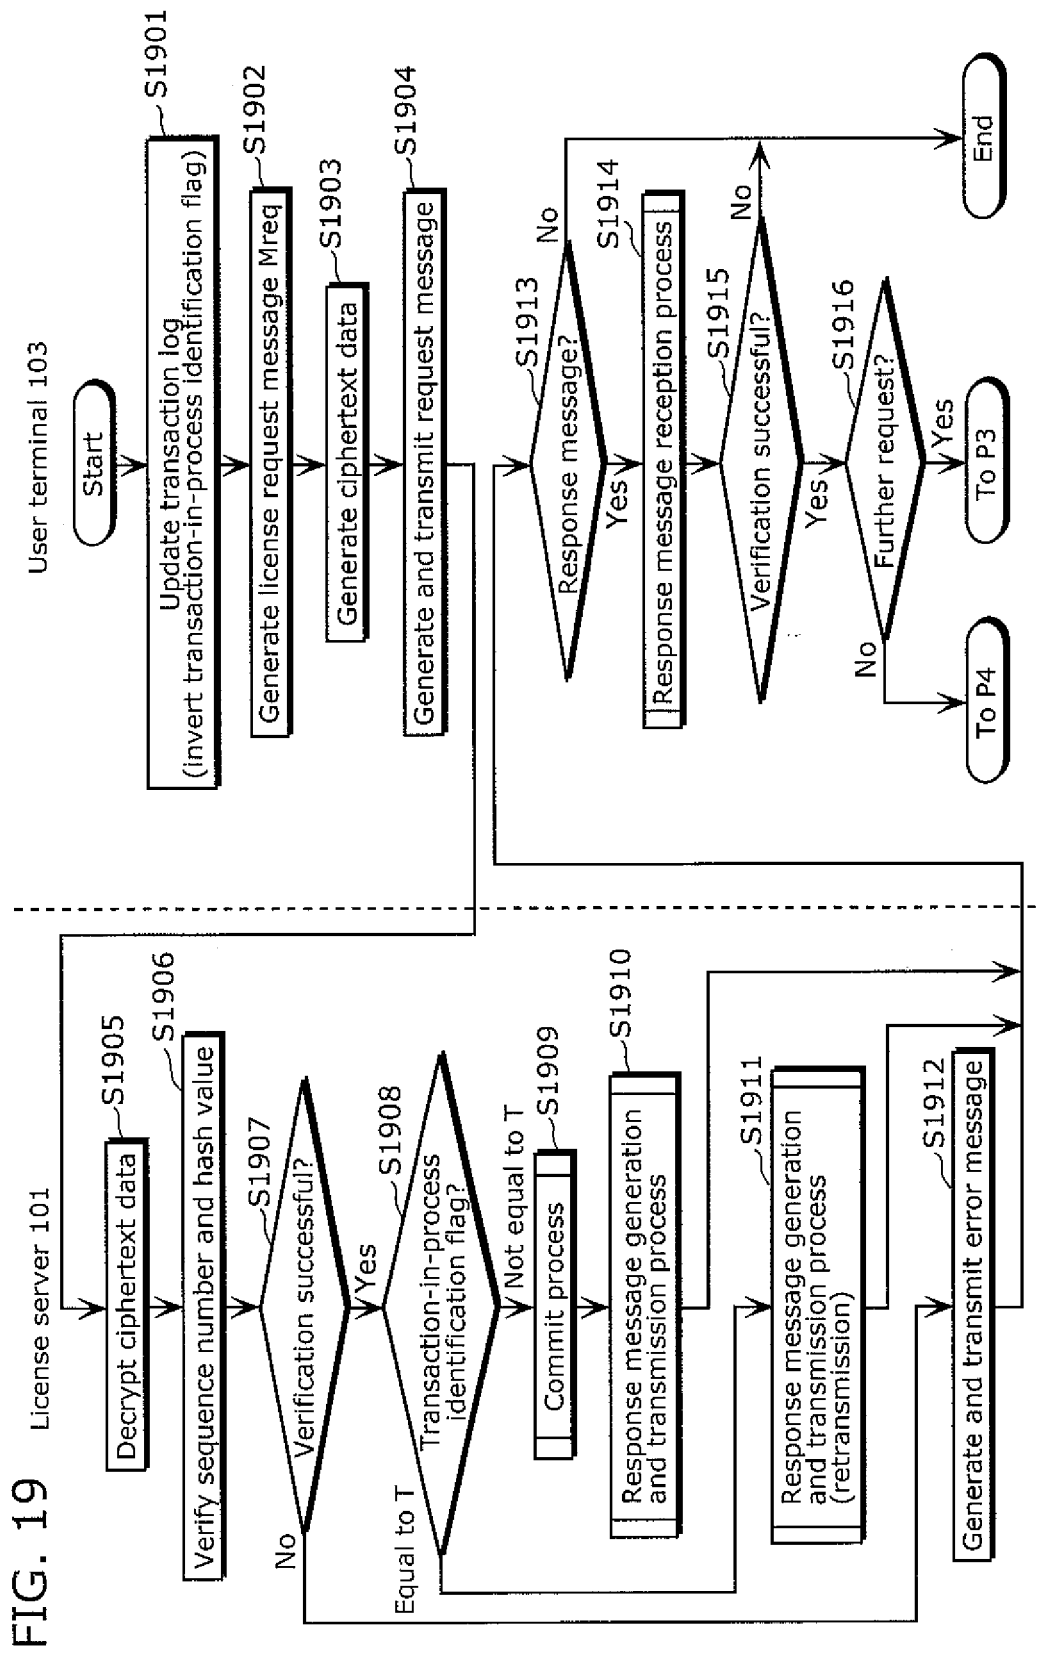 FIG. 19
License server 101
User terminal 103
Start
S1901
Update transaction log
(invert transaction-in-process identification flag)
S1902
Generate license request message Mreq
S1903
Generate ciphertext data
S1904
Generate and transmit request message
S1905
Decrypt ciphertext data
S1906
Verify sequence number and hash value
S1907
Verification successful?
No
Yes
S1908
Transaction-in-process
identification flag?
Equal to T
Not equal to T
S1909
Commit process
S1910
Response message generation
and transmission process
S1911
Response message generation
and transmission process
(retransmission)
S1912
Generate and transmit error message
S1913
Response message?
No
Yes
S1914
Response message reception process
S1915
Verification successful?
No
Yes
S1916
Further request?
No
Yes
To P4
To P3
End